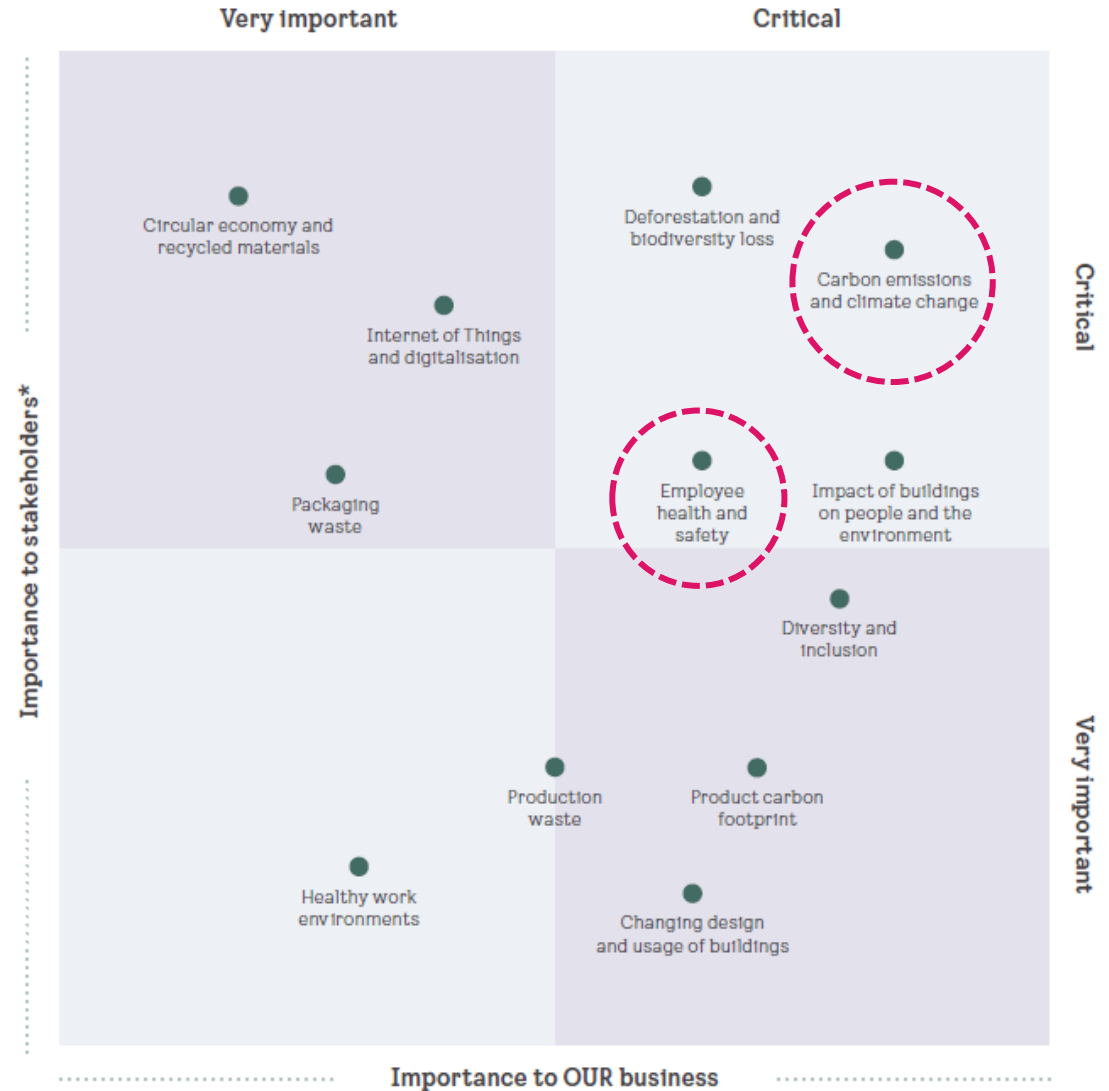 Very important
Critical
Circular economy and
recycled materials
Deforestation and
biodiversity loss
Carbon emissions
and climate change
Critical
Internet of Things
and digitalisation
Importance to stakeholders*
Packaging
waste
Employee
health and
safety
Impact of buildings
on people and the
environment
Diversity and
inclusion
Very important
Production
waste
Product carbon
footprint
Healthy work
environments
Changing design
and usage of buildings
Importance to OUR business